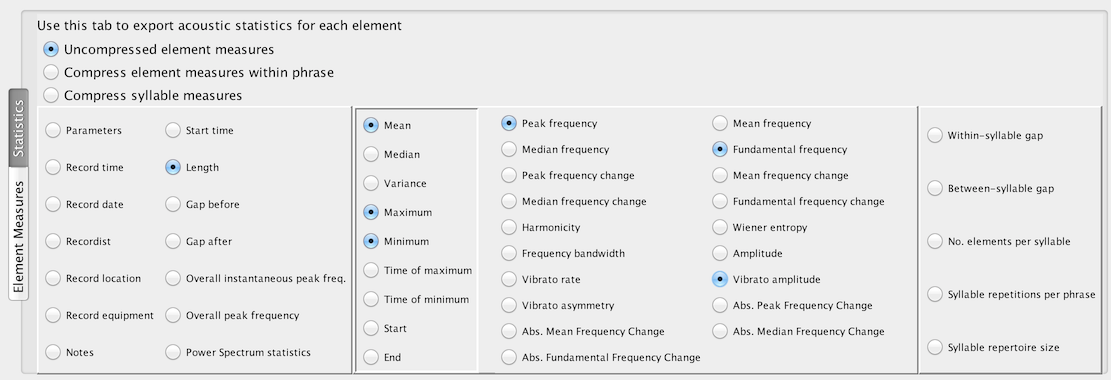 Use this tab to export acoustic statistics for each element
Uncompressed element measures
Compress element measures within phrase
Compress syllable measures
Statistics
Element Measures
Parameters
Start time
Record time
Length
Record date
Gap before
Recordist
Gap after
Record location
Overall instantaneous peak freq.
Record equipment
Overall peak frequency
Notes
Power Spectrum statistics
Mean
Median
Variance
Maximum
Minimum
Time of maximum
Time of minimum
Start
End
Peak frequency
Mean frequency
Median frequency
Fundamental frequency
Peak frequency change
Mean frequency change
Median frequency change
Fundamental frequency change
Harmonicity
Wiener entropy
Frequency bandwidth
Amplitude
Vibrato rate
Vibrato amplitude
Vibrato asymmetry
Abs. Peak Frequency Change
Abs. Mean Frequency Change
Abs. Median Frequency Change
Abs. Fundamental Frequency Change
Within-syllable gap
Between-syllable gap
No. elements per syllable
Syllable repetitions per phrase
Syllable repertoire size